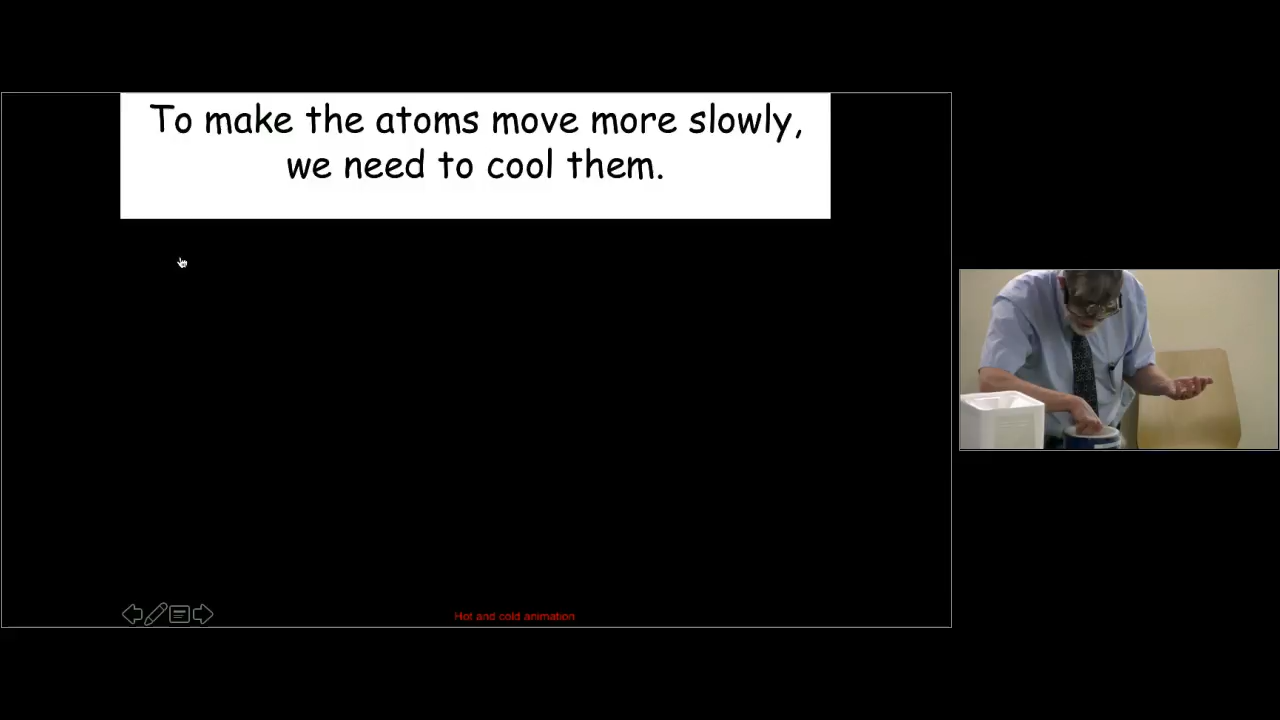 To make the atoms move more slowly,
we need to cool them.
Hot and cold animation